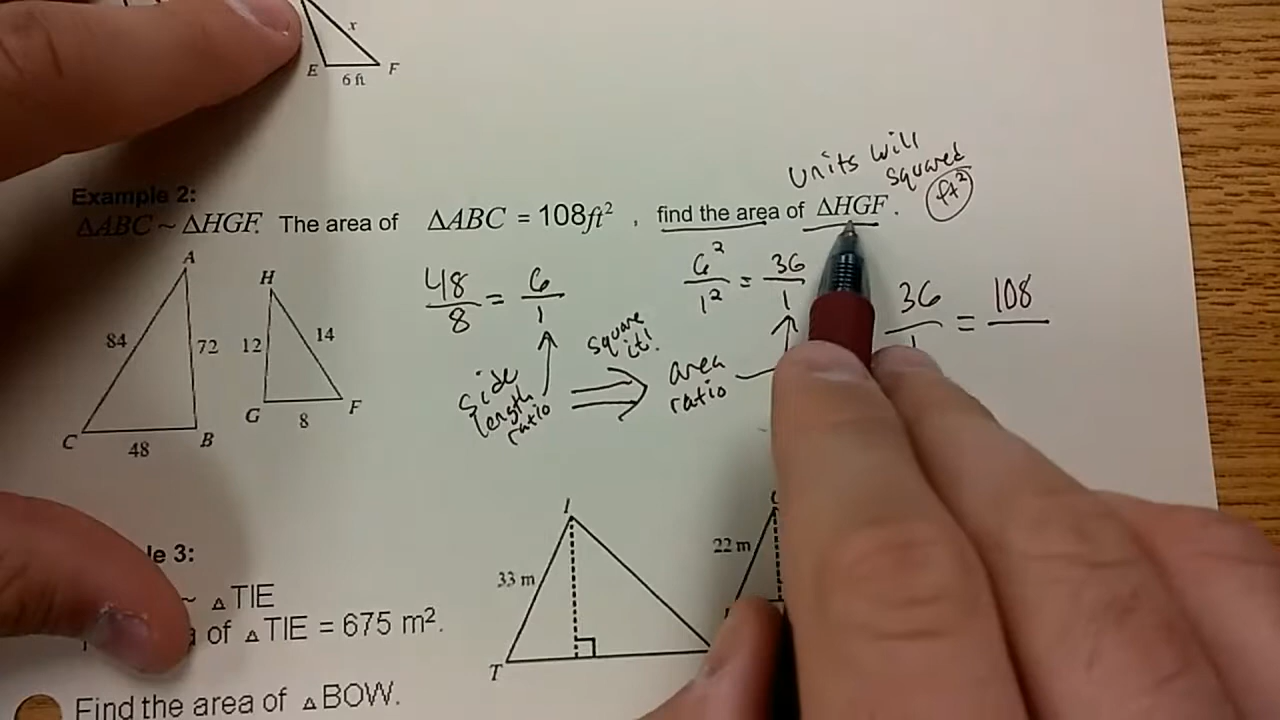 x
E 6 ft F
units will
squared
ft²
Example 2:
△ABC ~ △HGF. The area of △ABC = 108ft² , find the area of △HGF .
48/8 = 6/1
6²/1² = 36/1
36/1 = 108
square
it!
side
length
ratio
area
ratio
A
84
72
C
48
B
H
12
14
G
8
F
le 3:
~ △TIE
of △TIE = 675 m².
Find the area of △BOW.
I
33 m
T
22 m